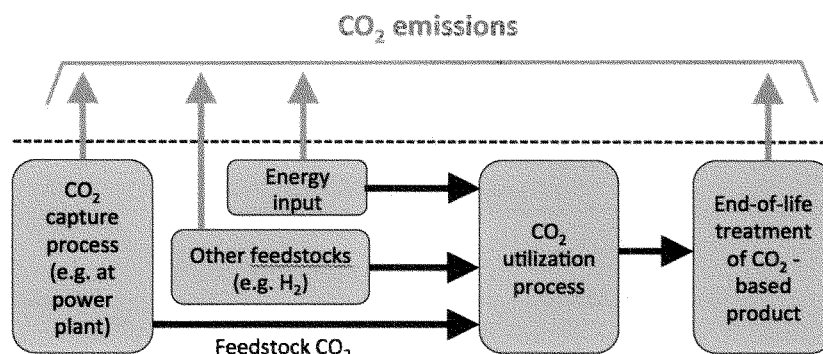 CO₂ emissions
CO₂
capture
process
(e.g. at
power
plant)
Energy
input
Other feedstocks
(e.g. H₂)
Feedstock CO₂
CO₂
utilization
process
End-of-life
treatment
of CO₂ -
based
product